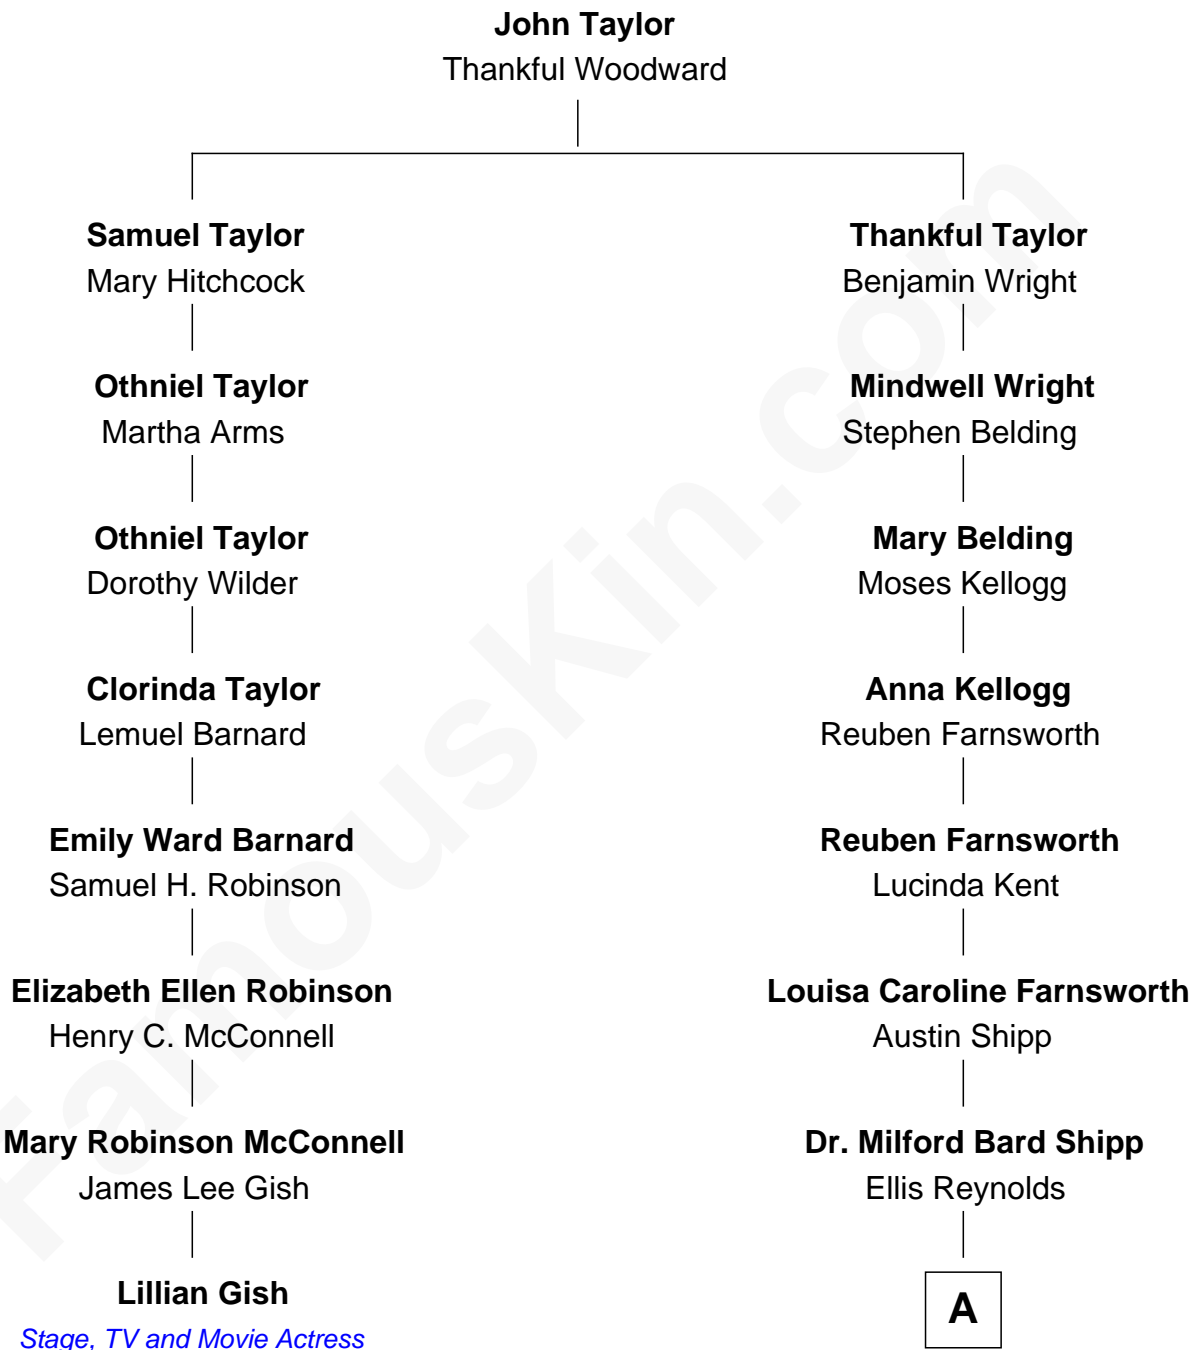 John Taylor
Thankful Woodward
Samuel Taylor
Mary Hitchcock
Othniel Taylor
Martha Arms
Othniel Taylor
Dorothy Wilder
Clorinda Taylor
Lemuel Barnard
Emily Ward Barnard
Samuel H. Robinson
Elizabeth Ellen Robinson
Henry C. McConnell
Mary Robinson McConnell
James Lee Gish
Lillian Gish
Stage, TV and Movie Actress
Thankful Taylor
Benjamin Wright
Mindwell Wright
Stephen Belding
Mary Belding
Moses Kellogg
Anna Kellogg
Reuben Farnsworth
Reuben Farnsworth
Lucinda Kent
Louisa Caroline Farnsworth
Austin Shipp
Dr. Milford Bard Shipp
Ellis Reynolds
A
FamousKin.com